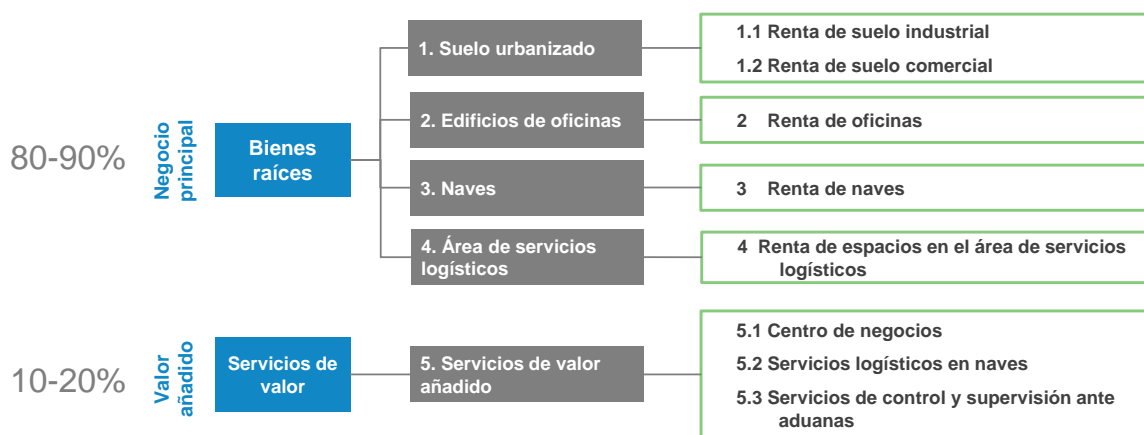 80-90%
Negocio
principal
Bienes
raíces
1. Suelo urbanizado
1.1 Renta de suelo industrial
1.2 Renta de suelo comercial
2. Edificios de oficinas
2 Renta de oficinas
3. Naves
3 Renta de naves
4. Área de servicios
logísticos
4 Renta de espacios en el área de servicios
logísticos
10-20%
Valor
añadido
Servicios de
valor
5. Servicios de valor
añadido
5.1 Centro de negocios
5.2 Servicios logísticos en naves
5.3 Servicios de control y supervisión ante
aduanas